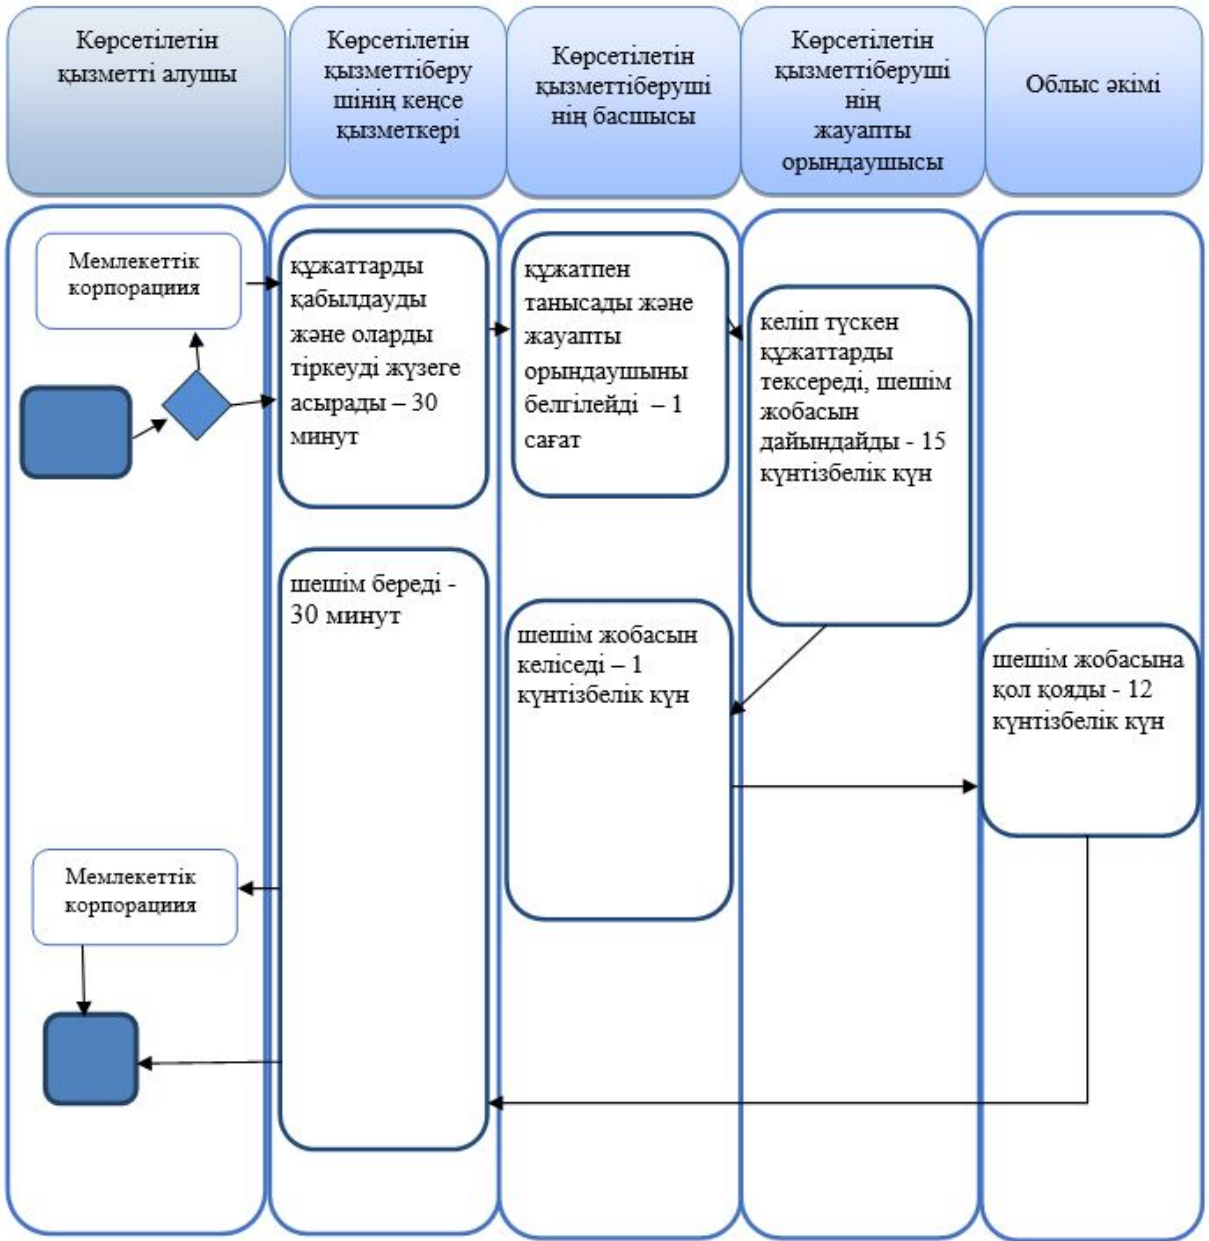 Көрсетілетін
қызметті алушы
Көрсетілетін
қызметтіберу
шінің кеңсе
қызметкері
Көрсетілетін
қызметтіберуші
нің басшысы
Көрсетілетін
қызметтіберуші
нің
жауапты
орындаушысы
Облыс әкімі
Мемлекеттік
корпорациия
құжаттарды
қабылдауды
және оларды
тіркеуді жүзеге
асырады – 30
минут
құжатпен
танысады және
жауапты
орындаушыны
белгілейді – 1
сағат
келіп түскен
құжаттарды
тексереді, шешім
жобасын
дайындайды - 15
күнтізбелік күн
шешім береді -
30 минут
шешім жобасын
келіседі – 1
күнтізбелік күн
шешім жобасына
қол қояды - 12
күнтізбелік күн
Мемлекеттік
корпорациия